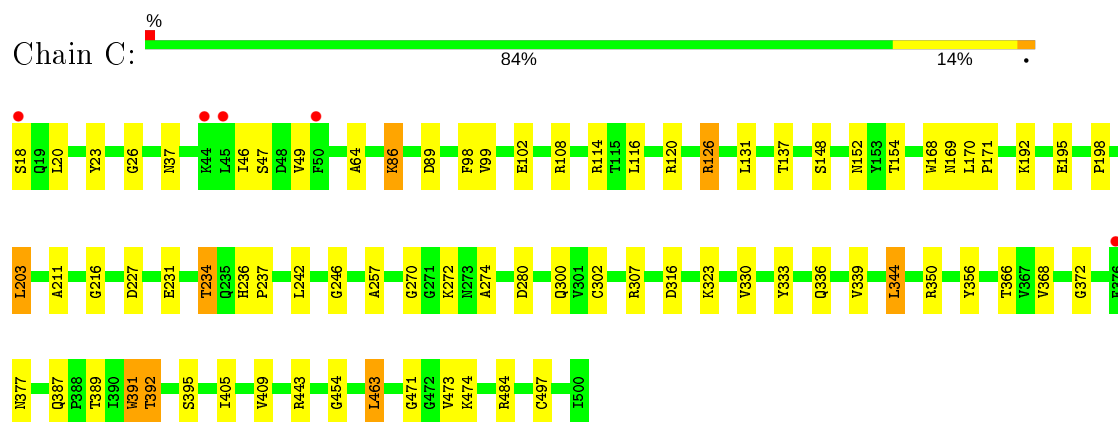 %
Chain C:
84% 14% •
S18 Q19 L20 Y23 G26 N37 K44 L45 I46 S47 D48 V49 F50 A64 K86 D89 F98 V99 E102 R108 R114 T115 L116 R120 R126 L131 T137 S148 N152 Y153 T154 W168 N169 L170 P171 K192 E195 P198
L203 A211 G216 D227 E231 T234 Q235 H236 P237 L242 G246 A257 G270 G271 K272 N273 A274 D280 Q300 V301 C302 R307 D316 K323 V330 Y333 Q336 V339 L344 R350 Y356 T366 V367 V368 G372 E376
N377 Q387 P388 T389 I390 W391 T392 S395 I405 V409 R443 G454 L463 G471 G472 V473 K474 R484 C497 I500